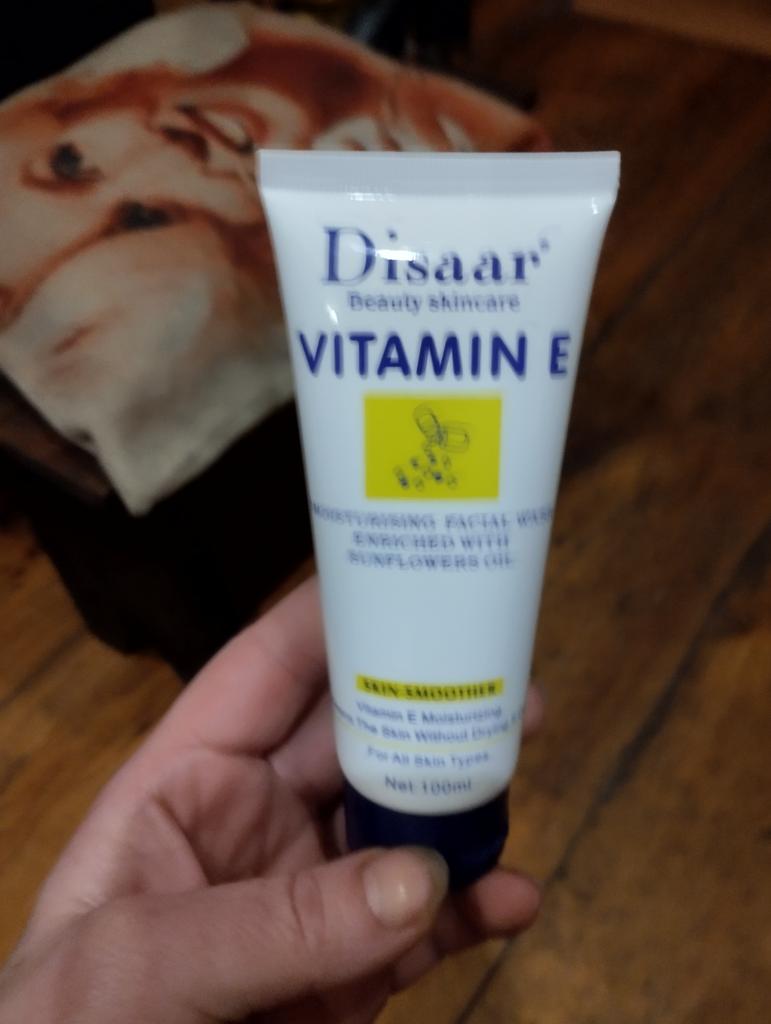 Disaar
Beauty skincare
VITAMIN E
MOISTURISING FACIAL WASH
ENRICHED WITH
SUNFLOWERS OIL
SKIN SMOOTHER
Vitamin E Moisturizing
The Skin Without Drying
For All Skin Types
Net 100ml